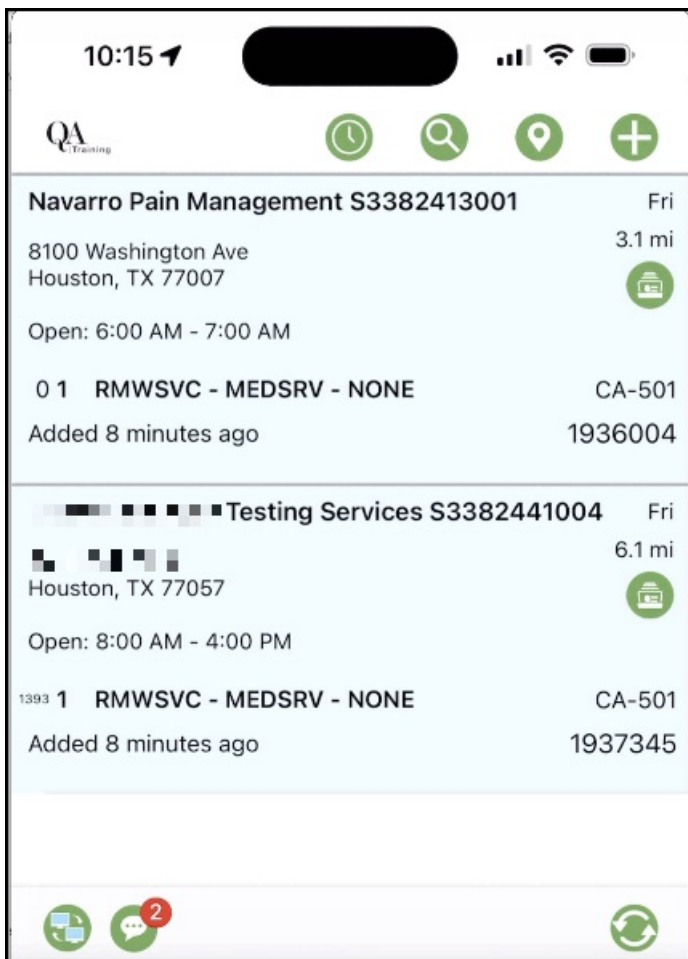 10:15
QA
Training
Navarro Pain Management S3382413001 Fri
3.1 mi
8100 Washington Ave
Houston, TX 77007
Open: 6:00 AM - 7:00 AM
0 1 RMWSVC - MEDSRV - NONE CA-501
Added 8 minutes ago 1936004
Testing Services S3382441004 Fri
6.1 mi
Houston, TX 77057
Open: 8:00 AM - 4:00 PM
1393 1 RMWSVC - MEDSRV - NONE CA-501
Added 8 minutes ago 1937345
2